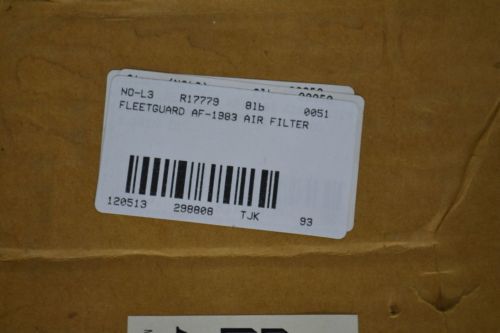 NO-L3 R17779 81b 0051
FLEETGUARD AF-1883 AIR FILTER
120513 298808 TJK 93